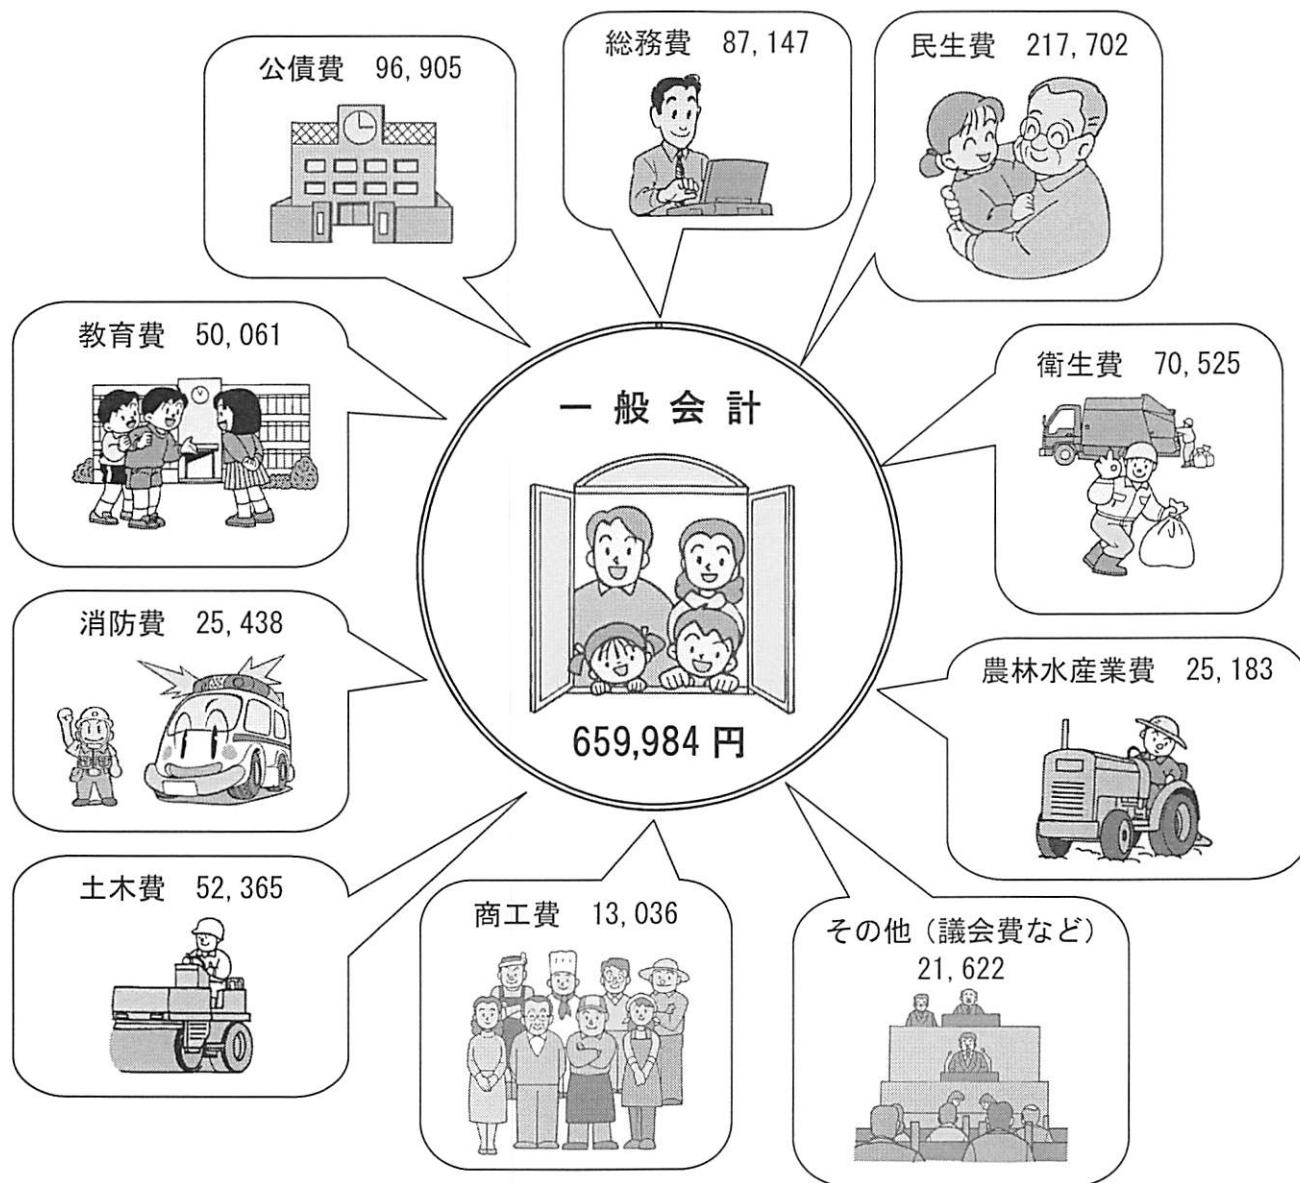 総務費 87,147
民生費 217,702
公債費 96,905
教育費 50,061
衛生費 70,525
一般会計
消防費 25,438
農林水産業費 25,183
659,984 円
土木費 52,365
商工費 13,036
その他（議会費など）
21,622